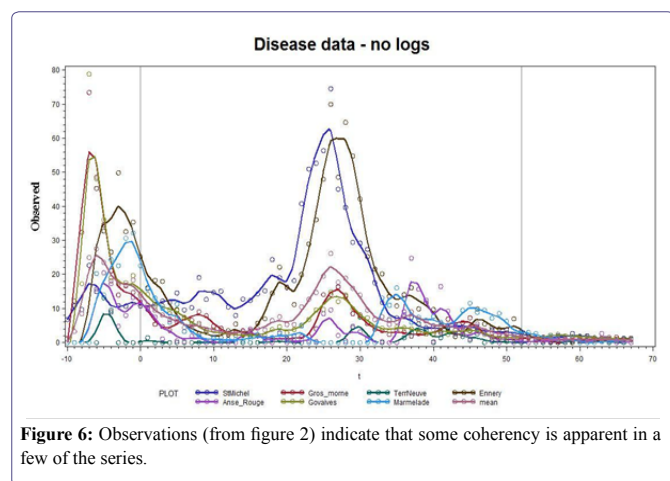 Disease data - no logs
80
70
60
50
40
30
20
10
0
Observed
-10 0 10 20 30 40 50 60 70
t
PLOT StMichel Gros_morne TerrNeuve Ennery
Anse_Rouge Govalves Marmelade mean
Figure 6: Observations (from figure 2) indicate that some coherency is apparent in a
few of the series.